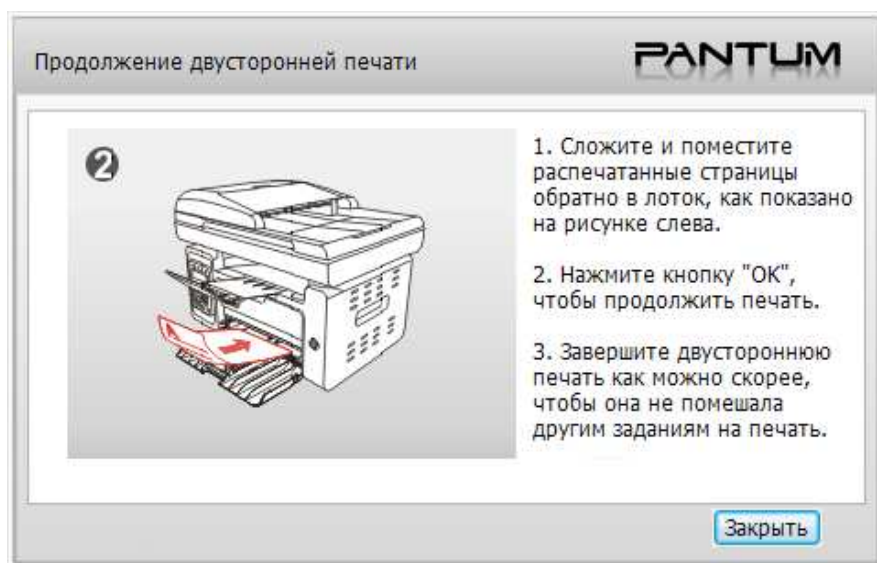 Продолжение двусторонней печати
PANTUM
2
1. Сложите и поместите
распечатанные страницы
обратно в лоток, как показано
на рисунке слева.
2. Нажмите кнопку "OK",
чтобы продолжить печать.
3. Завершите двустороннюю
печать как можно скорее,
чтобы она не помешала
другим заданиям на печать.
A
Закрыть